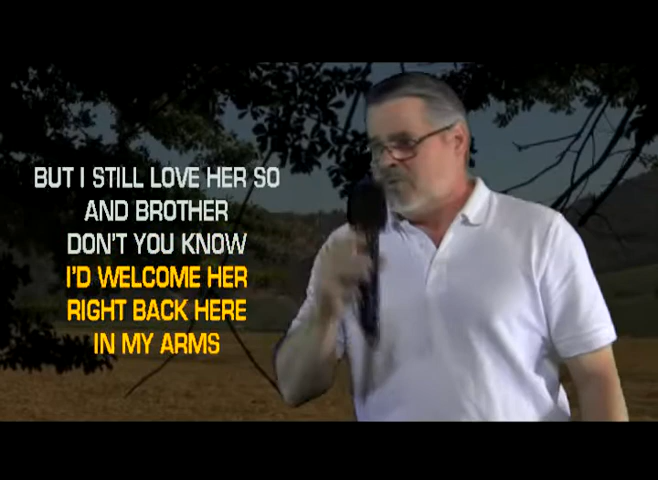 BUT I STILL LOVE HER SO
AND BROTHER
DON'T YOU KNOW
I'D WELCOME HER
RIGHT BACK HERE
IN MY ARMS